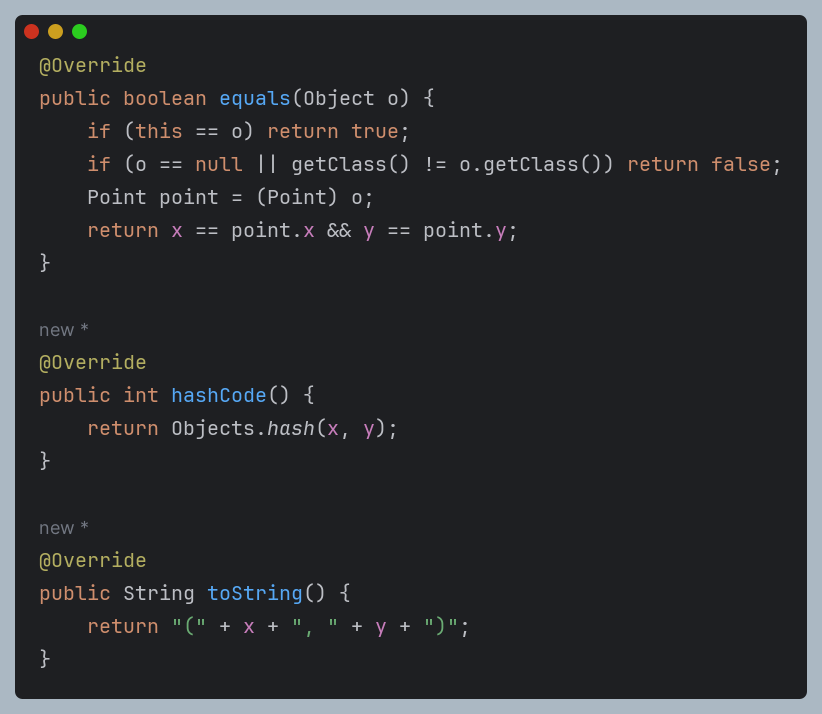 @Override
public boolean equals(Object o) {
    if (this == o) return true;
    if (o == null || getClass() != o.getClass()) return false;
    Point point = (Point) o;
    return x == point.x && y == point.y;
}
new *
@Override
public int hashCode() {
    return Objects.hash(x, y);
}
new *
@Override
public String toString() {
    return "(" + x + ", " + y + ")";
}